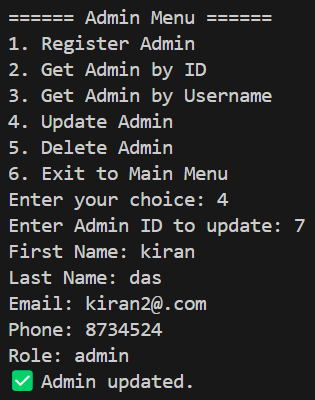 ====== Admin Menu ======
1. Register Admin
2. Get Admin by ID
3. Get Admin by Username
4. Update Admin
5. Delete Admin
6. Exit to Main Menu
Enter your choice: 4
Enter Admin ID to update: 7
First Name: kiran
Last Name: das
Email: kiran2@.com
Phone: 8734524
Role: admin
✅ Admin updated.